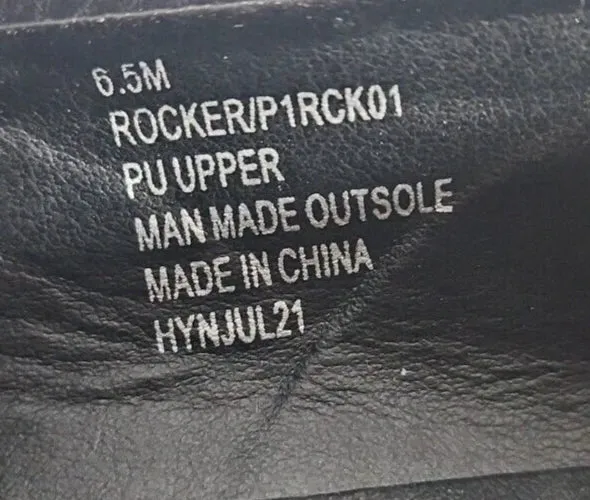 6.5M
ROCKER/P1RCK01
PU UPPER
MAN MADE OUTSOLE
MADE IN CHINA
HYNJUL21